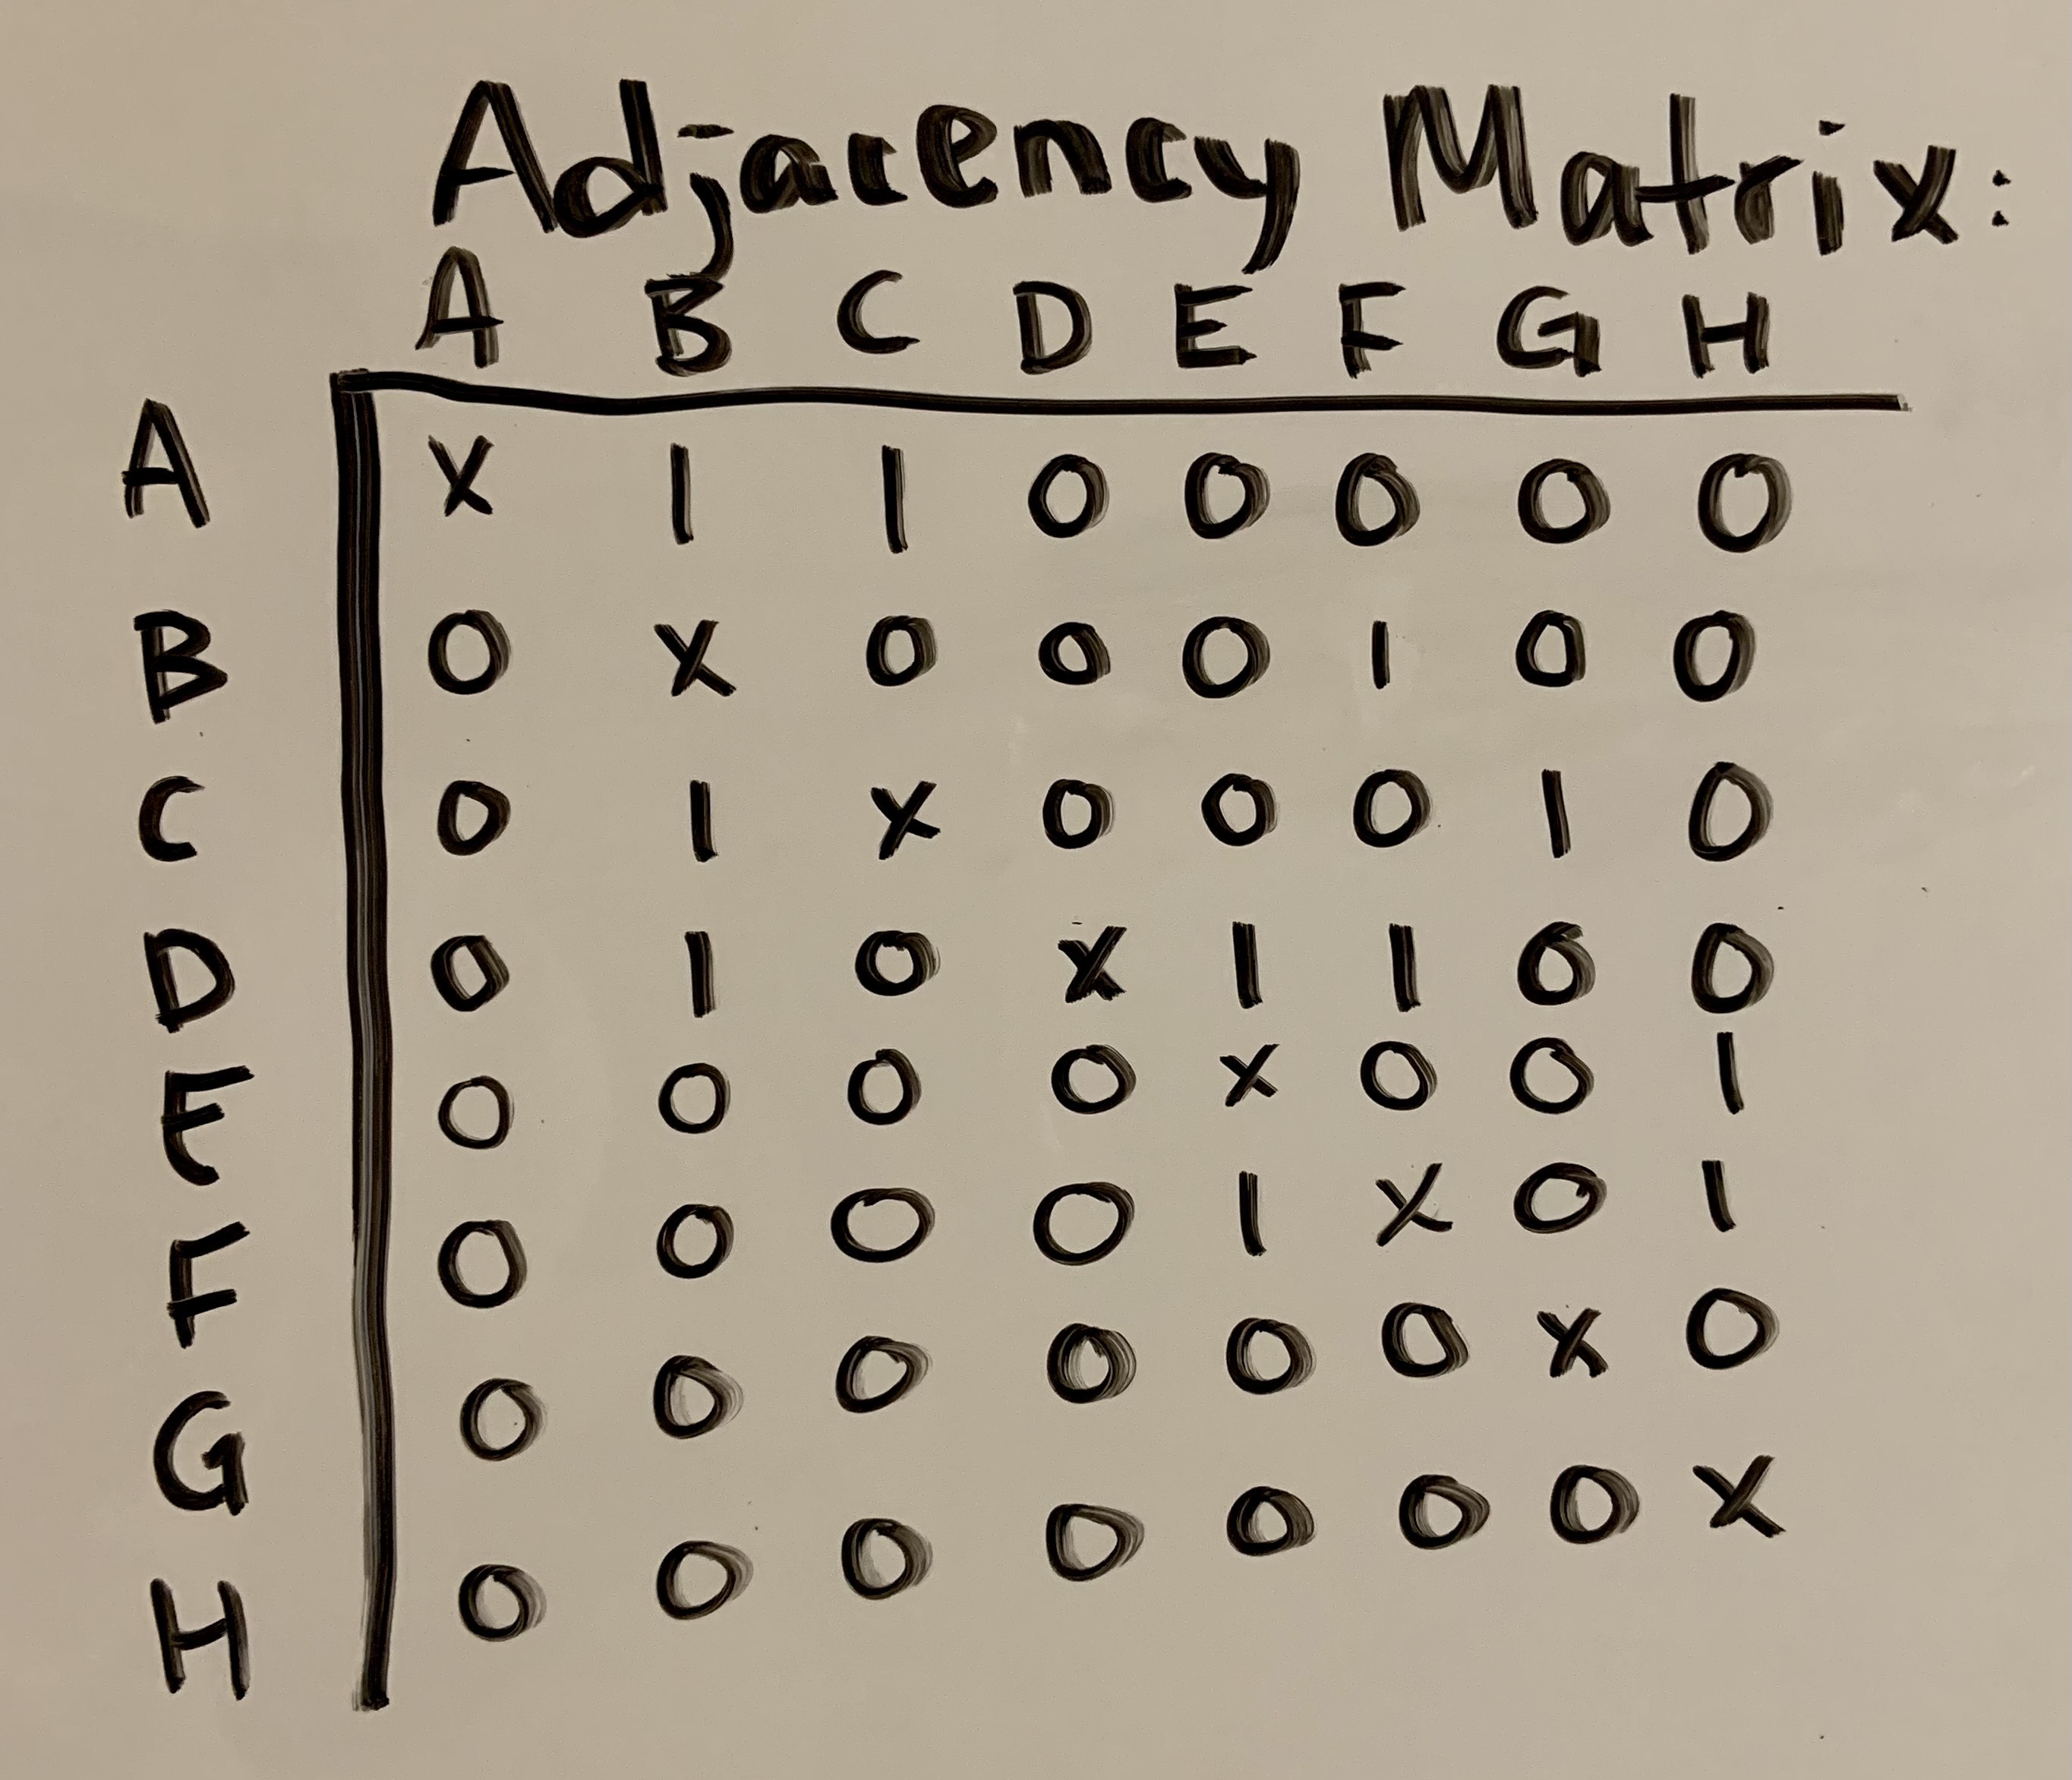 Adjacency Matrix:
A B C D E F G H
A X 1 1 0 0 0 0 0
B 0 X 0 0 0 1 0 0
C 0 1 X 0 0 0 1 0
D 0 1 0 X 1 1 0 0
E 0 0 0 0 X 0 0 1
F 0 0 0 0 1 X 0 1
G 0 0 0 0 0 0 X 0
H 0 0 0 0 0 0 0 X